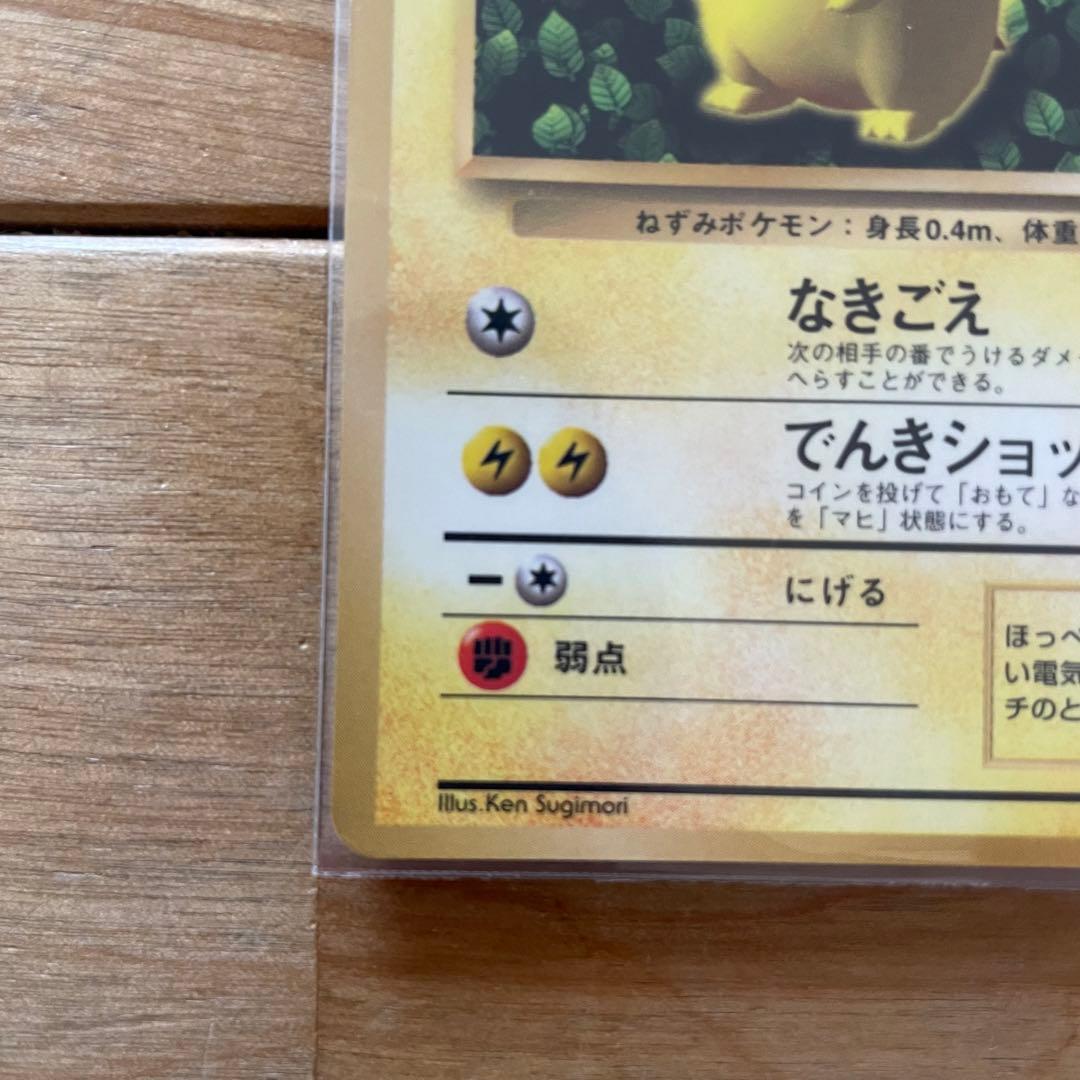 ねずみポケモン：身長0.4m、体重
なきごえ
次の相手の番でうけるダメ
へらすことができる。
でんきショッ
コインを投げて「おもて」な
を「マヒ」状態にする。
にげる
弱点
ほっぺ
い電気
チのと
Illus.Ken Sugimori